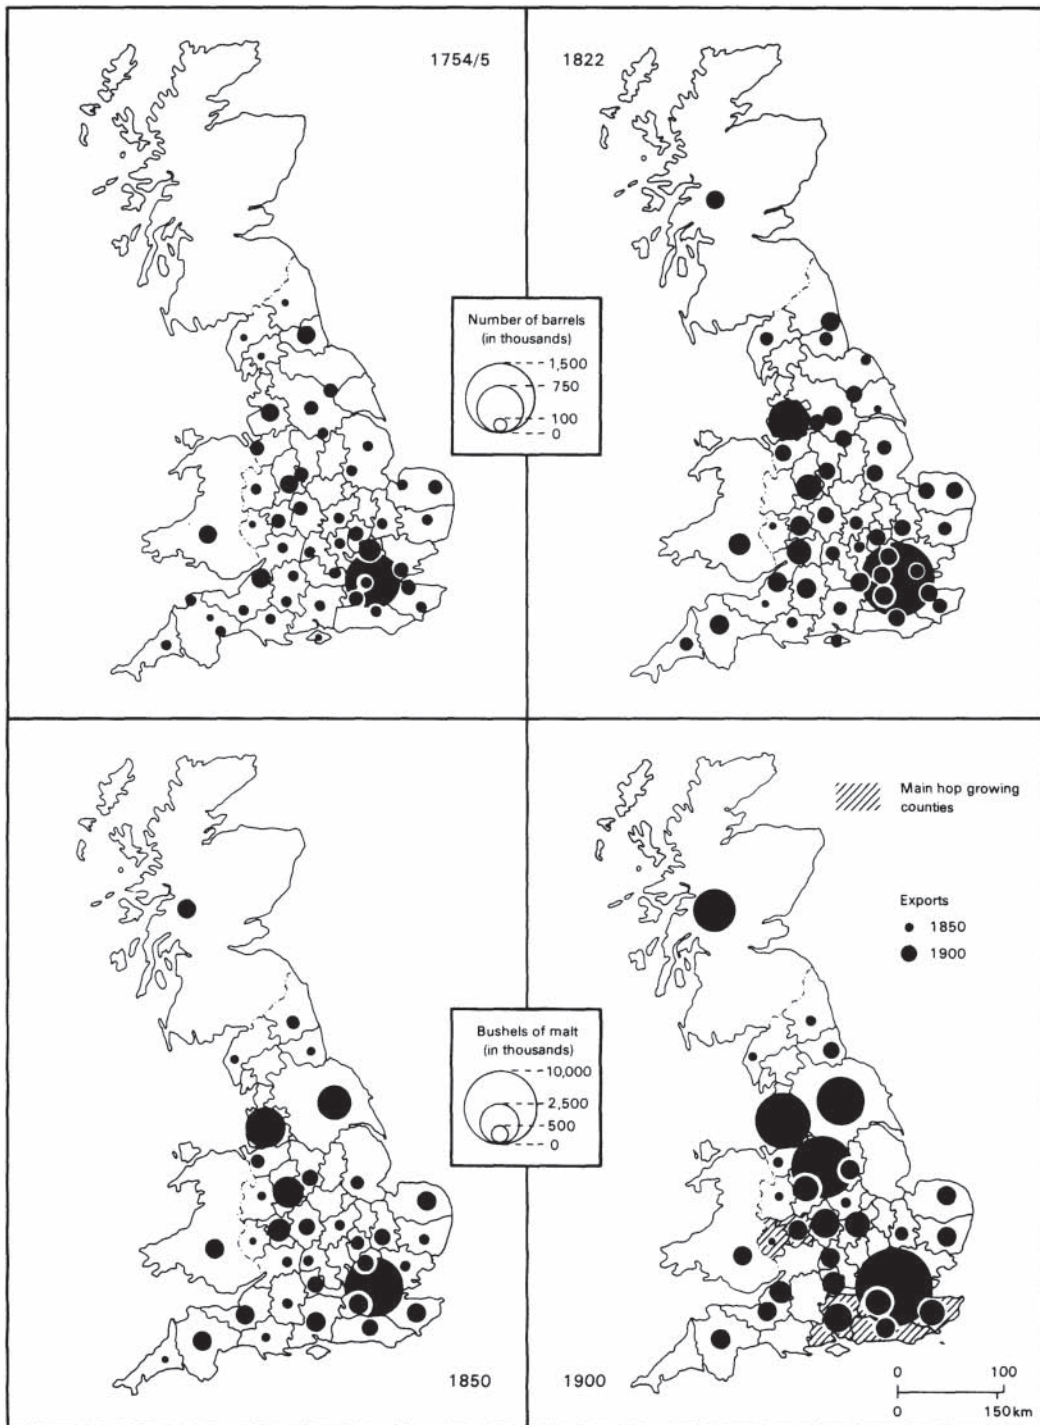 1754/5
1822
Number of barrels
(in thousands)
1,500
750
100
0
Main hop growing
counties
Exports
1850
1900
Bushels of malt
(in thousands)
10,000
2,500
500
0
1850
1900
0 100
0 150 km